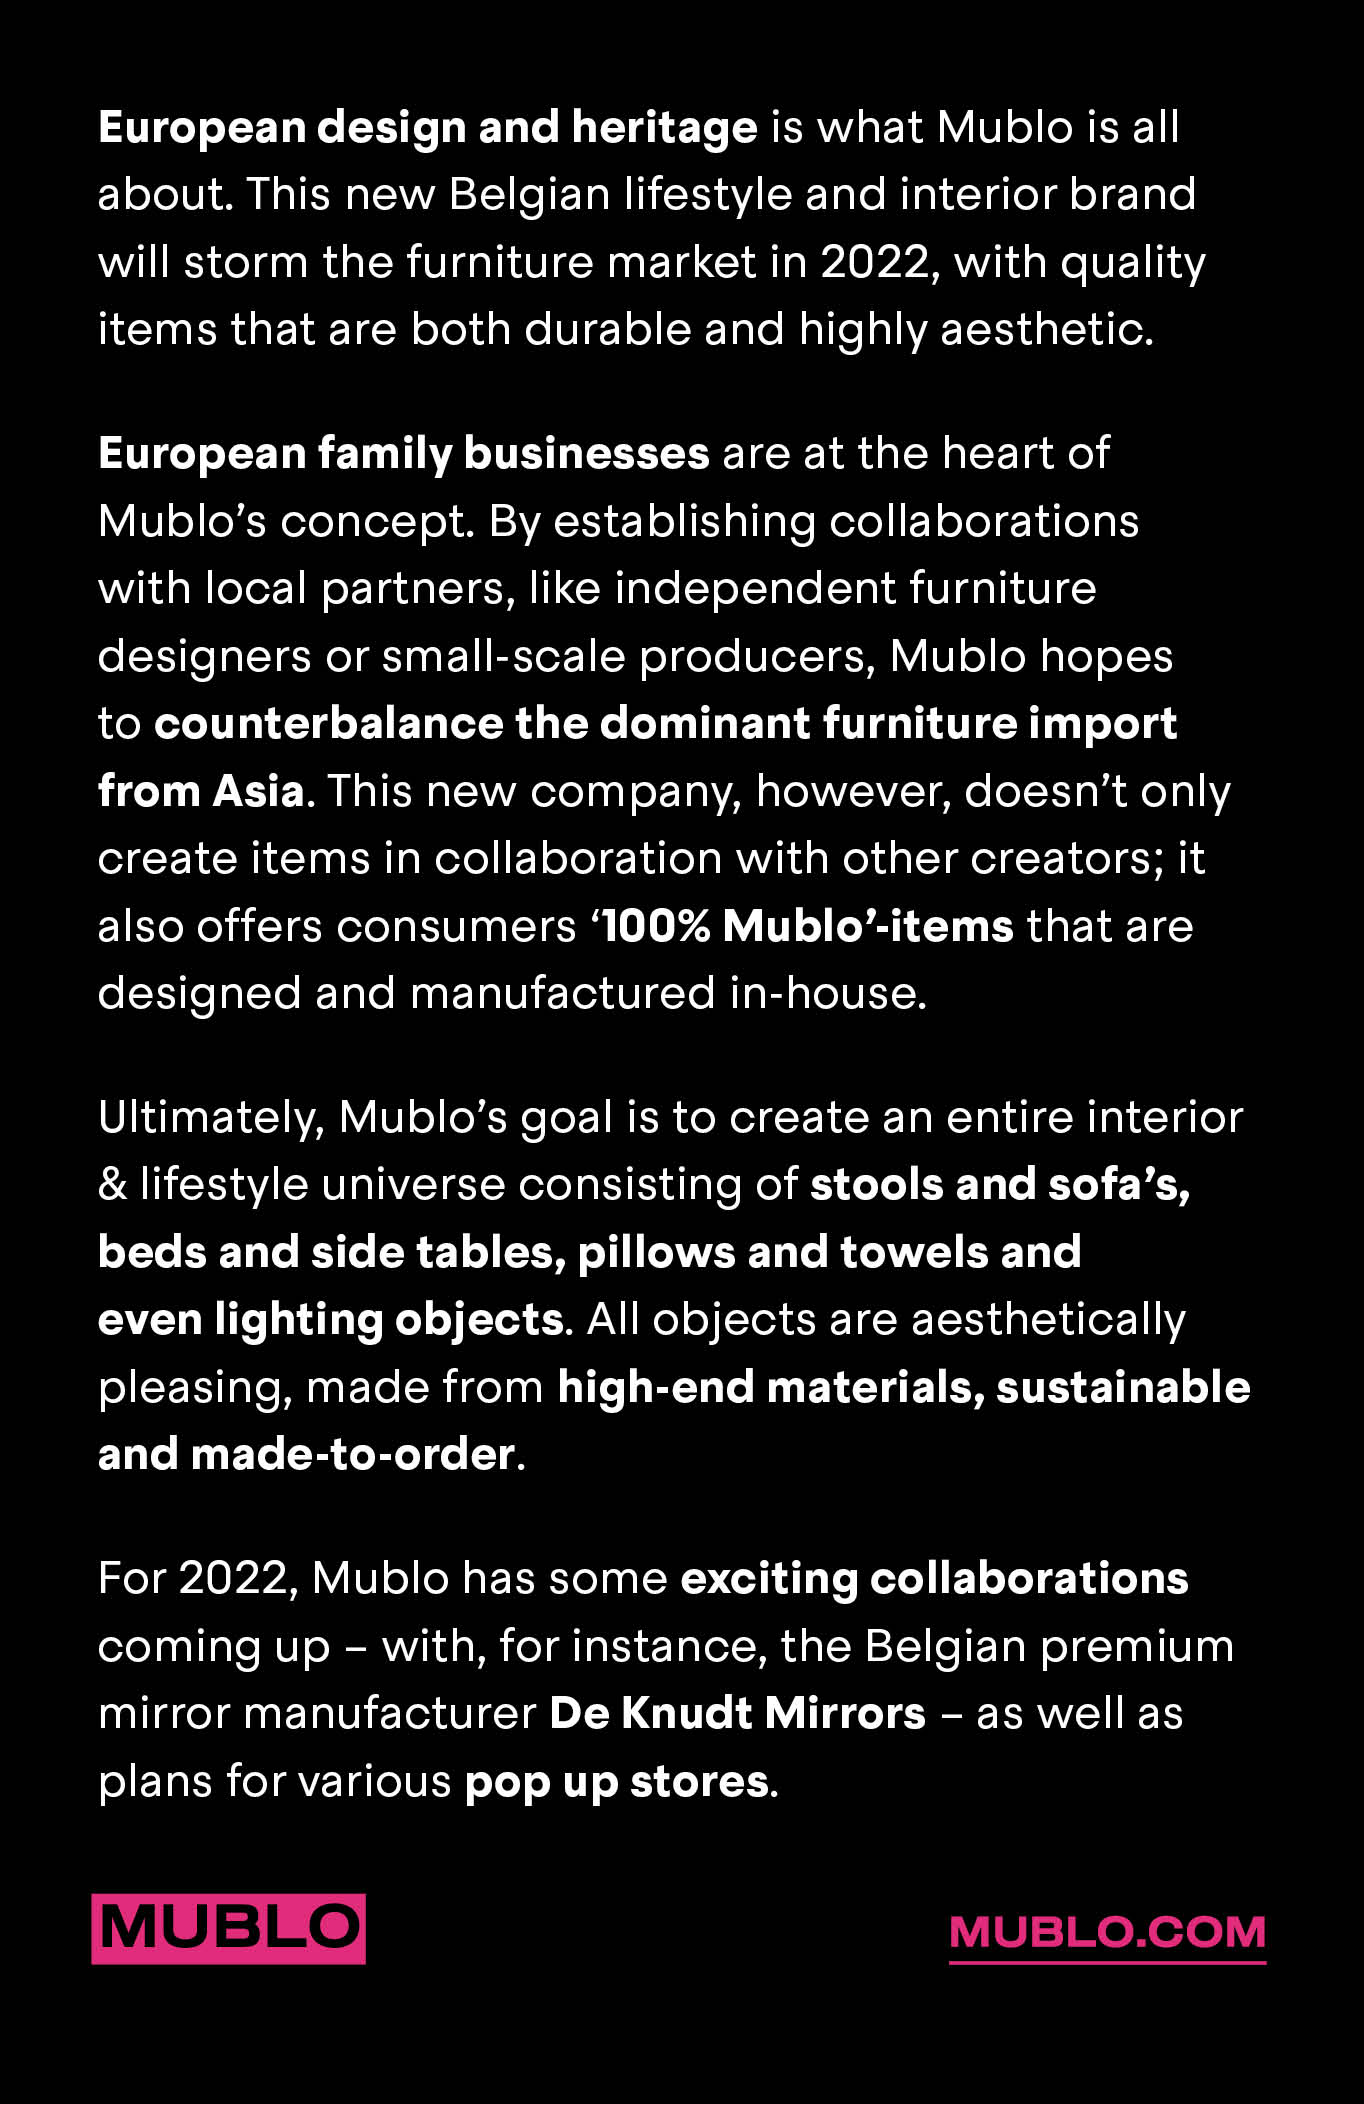 European design and heritage is what Mublo is all
about. This new Belgian lifestyle and interior brand
will storm the furniture market in 2022, with quality
items that are both durable and highly aesthetic.
European family businesses are at the heart of
Mublo’s concept. By establishing collaborations
with local partners, like independent furniture
designers or small-scale producers, Mublo hopes
to counterbalance the dominant furniture import
from Asia. This new company, however, doesn’t only
create items in collaboration with other creators; it
also offers consumers ‘100% Mublo’-items that are
designed and manufactured in-house.
Ultimately, Mublo’s goal is to create an entire interior
& lifestyle universe consisting of stools and sofa’s,
beds and side tables, pillows and towels and
even lighting objects. All objects are aesthetically
pleasing, made from high-end materials, sustainable
and made-to-order.
For 2022, Mublo has some exciting collaborations
coming up – with, for instance, the Belgian premium
mirror manufacturer De Knudt Mirrors – as well as
plans for various pop up stores.
MUBLO
MUBLO.COM